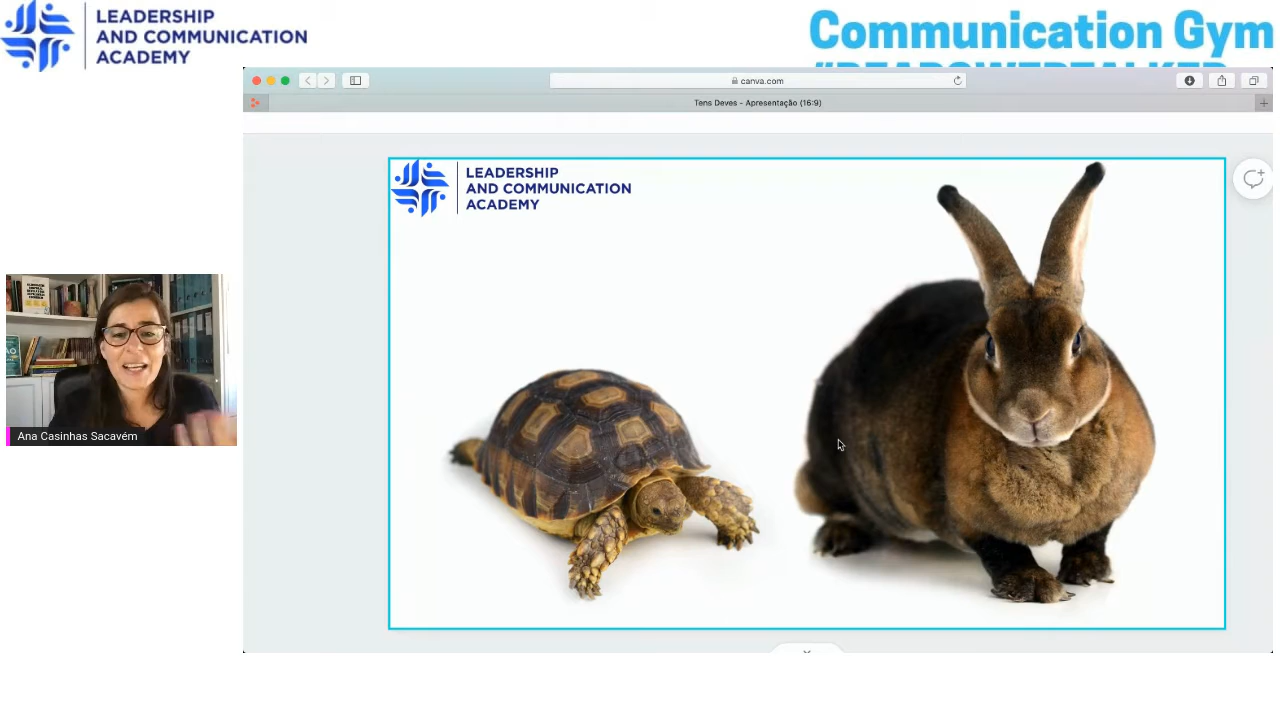 LEADERSHIP
AND COMMUNICATION
ACADEMY
Communication Gym
#BEAPOWERTALKER
canva.com
Tens Deves - Apresentação (16:9)
LEADERSHIP
AND COMMUNICATION
ACADEMY
Ana Casinhas Sacavém